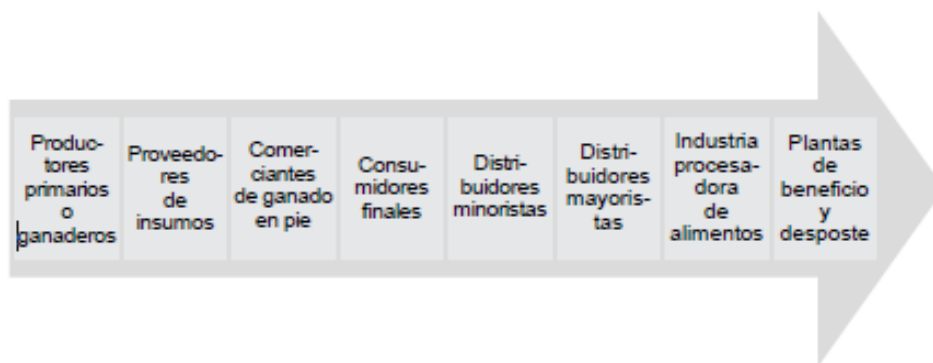 Produc-
tores
primarios
o
ganaderos
Proveedo-
res
de
insumos
Comer-
ciantes
de ganado
en pie
Consu-
midores
finales
Distri-
buidores
minoristas
Distri-
buidores
mayoris-
tas
Industria
procesa-
dora
de
alimentos
Plantas
de
beneficio
y
desposte